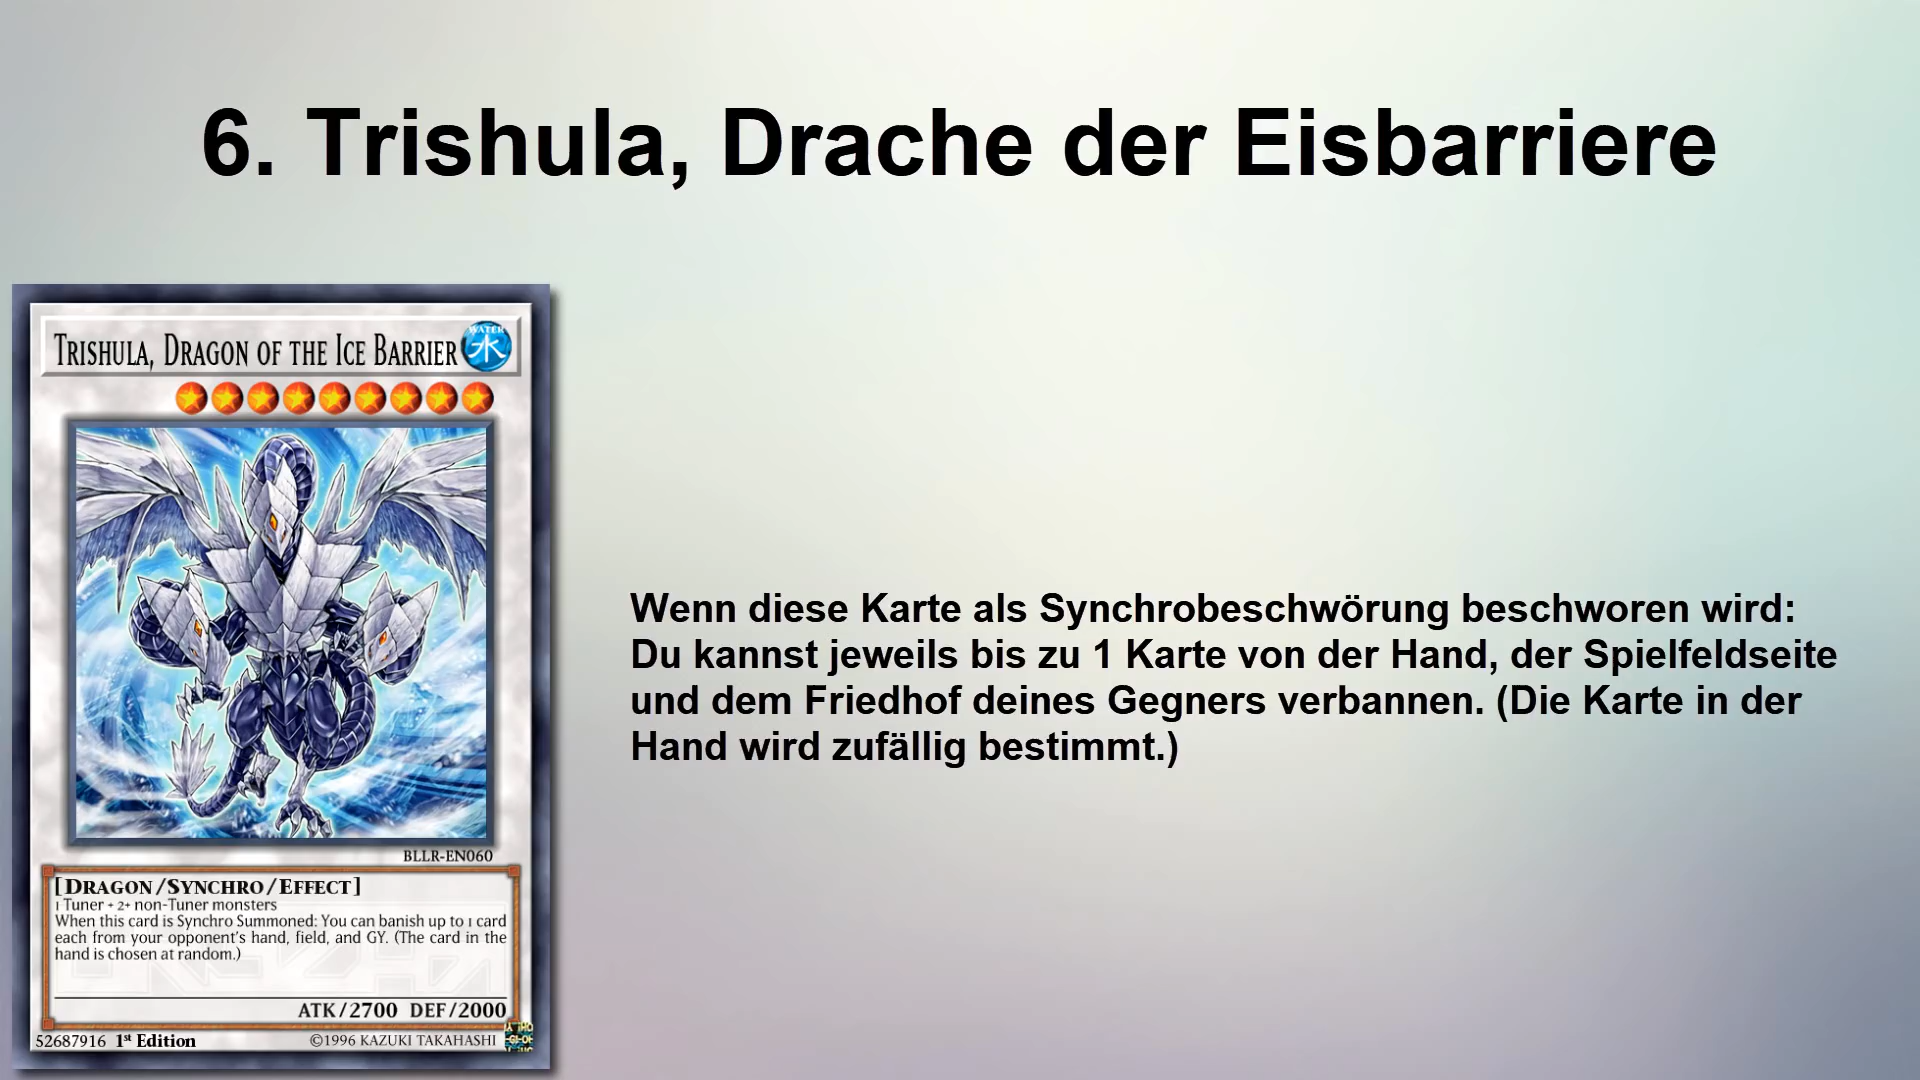 6. Trishula, Drache der Eisbarriere
TRISHULA, DRAGON OF THE ICE BARRIER
WATER
水
BLLR-EN060
[DRAGON/SYNCHRO/EFFECT]
1 Tuner + 2+ non-Tuner monsters
When this card is Synchro Summoned: You can banish up to 1 card
each from your opponent's hand, field, and GY. (The card in the
hand is chosen at random.)
ATK/2700 DEF/2000
52687916 1st Edition
©1996 KAZUKI TAKAHASHI
Wenn diese Karte als Synchrobeschwörung beschworen wird:
Du kannst jeweils bis zu 1 Karte von der Hand, der Spielfeldseite
und dem Friedhof deines Gegners verbannen. (Die Karte in der
Hand wird zufällig bestimmt.)